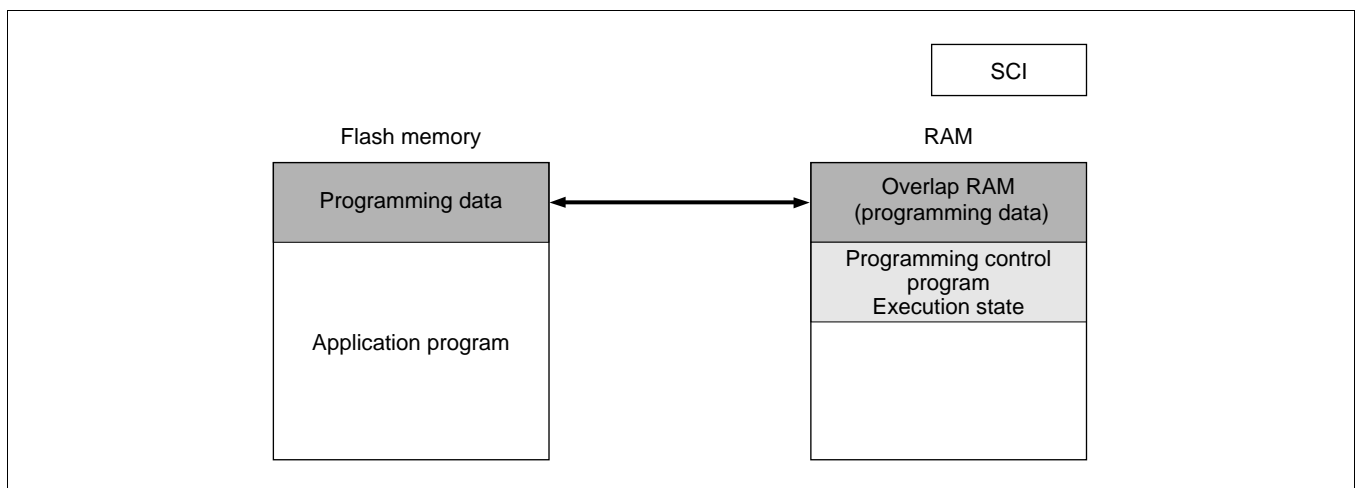 SCI
Flash memory
RAM
Programming data
Overlap RAM
(programming data)
Programming control
program
Execution state
Application program